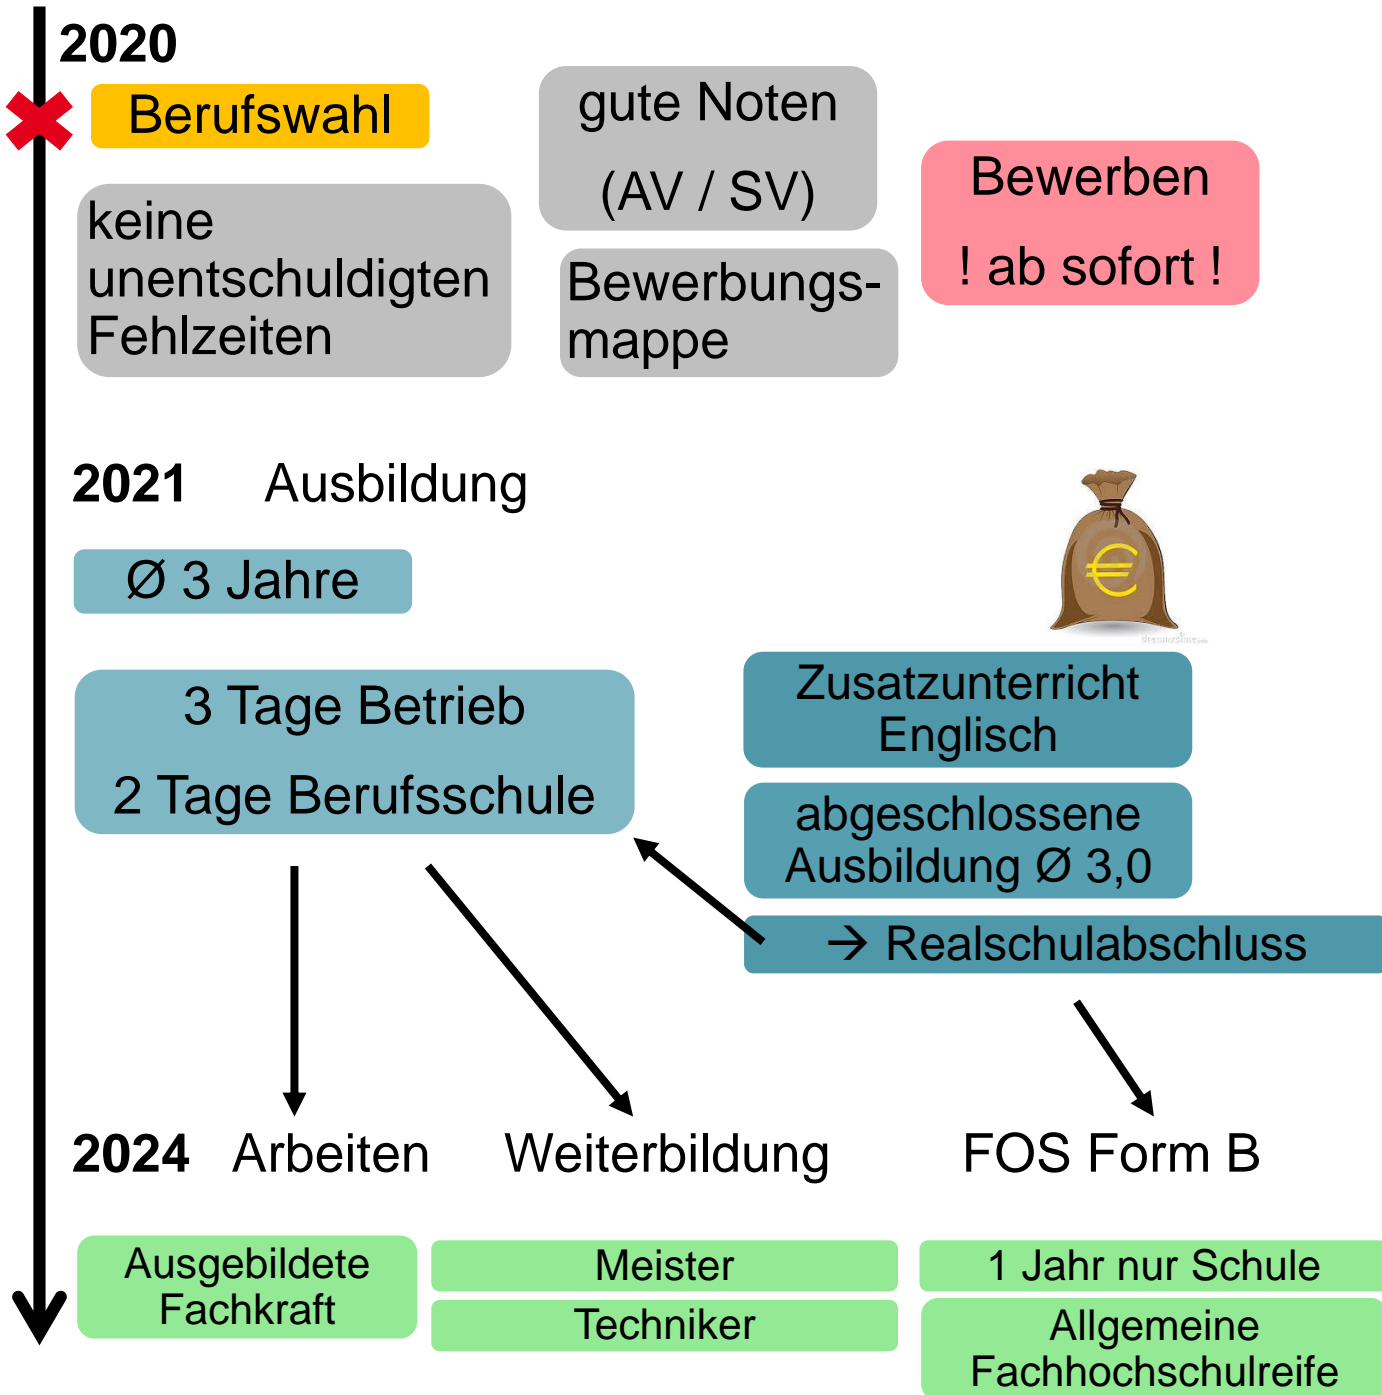 2020
Berufswahl
keine
unentschuldigten
Fehlzeiten
gute Noten
(AV / SV)
Bewerbungs-
mappe
Bewerben
! ab sofort !
2021 Ausbildung
Ø 3 Jahre
3 Tage Betrieb
2 Tage Berufsschule
€
Zusatzunterricht
Englisch
abgeschlossene
Ausbildung Ø 3,0
→ Realschulabschluss
2024 Arbeiten Weiterbildung FOS Form B
Ausgebildete
Fachkraft
Meister
Techniker
1 Jahr nur Schule
Allgemeine
Fachhochschulreife